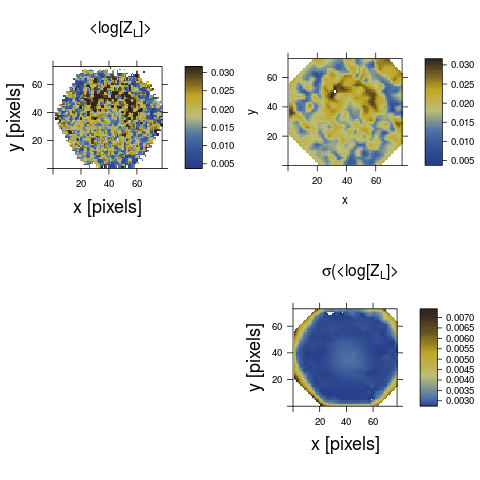 <log[Z_L]>
60
40
20
20 40 60
x [pixels]
y [pixels]
0.030
0.025
0.020
0.015
0.010
0.005
60
40
20
20 40 60
x
y
0.030
0.025
0.020
0.015
0.010
0.005
σ(<log[Z_L]>
60
40
20
20 40 60
x [pixels]
y [pixels]
0.0070
0.0065
0.0060
0.0055
0.0050
0.0045
0.0040
0.0035
0.0030